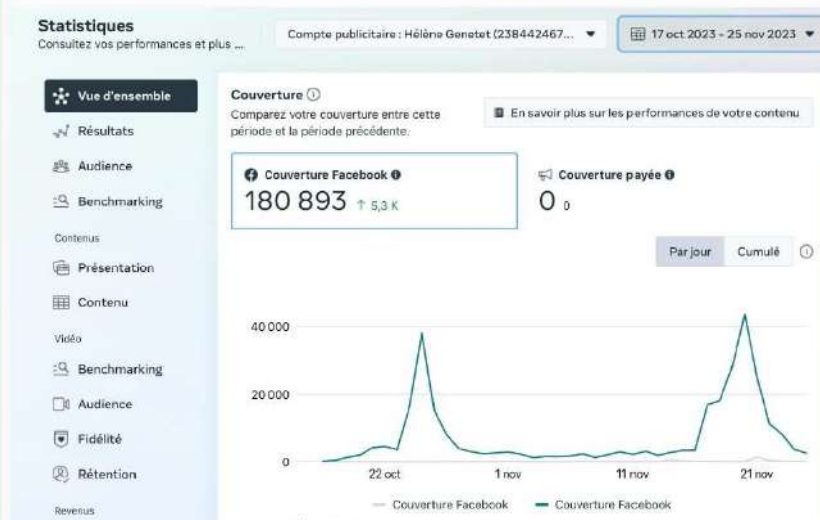 Statistiques
Consultez vos performances et plus ...
Compte publicitaire : Hélène Genetet (238442467...
17 oct 2023 - 25 nov 2023
Vue d'ensemble
Résultats
Audience
Benchmarking
Contenus
Présentation
Contenu
Vidéo
Benchmarking
Audience
Fidélité
Rétention
Revenus
Couverture
Comparez votre couverture entre cette
période et la période précédente.
En savoir plus sur les performances de votre contenu
Couverture Facebook
180 893 ↑ 5,3 K
Couverture payée
0 0
Par jour Cumulé
40 000
20 000
0
22 oct 1 nov 11 nov 21 nov
Couverture Facebook Couverture Facebook